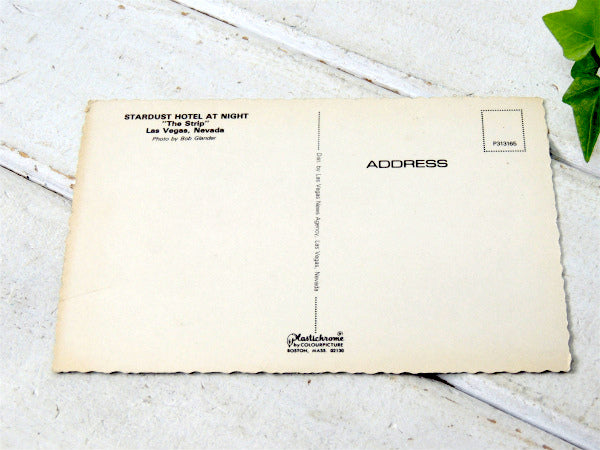 STARDUST HOTEL AT NIGHT
"The Strip"
Las Vegas, Nevada
Photo by Bob Glander
Dist. by Las Vegas News Agency, Las Vegas, Nevada
P313165
ADDRESS
Plastichrome®
by COLOURPICTURE
BOSTON, MASS. 02130